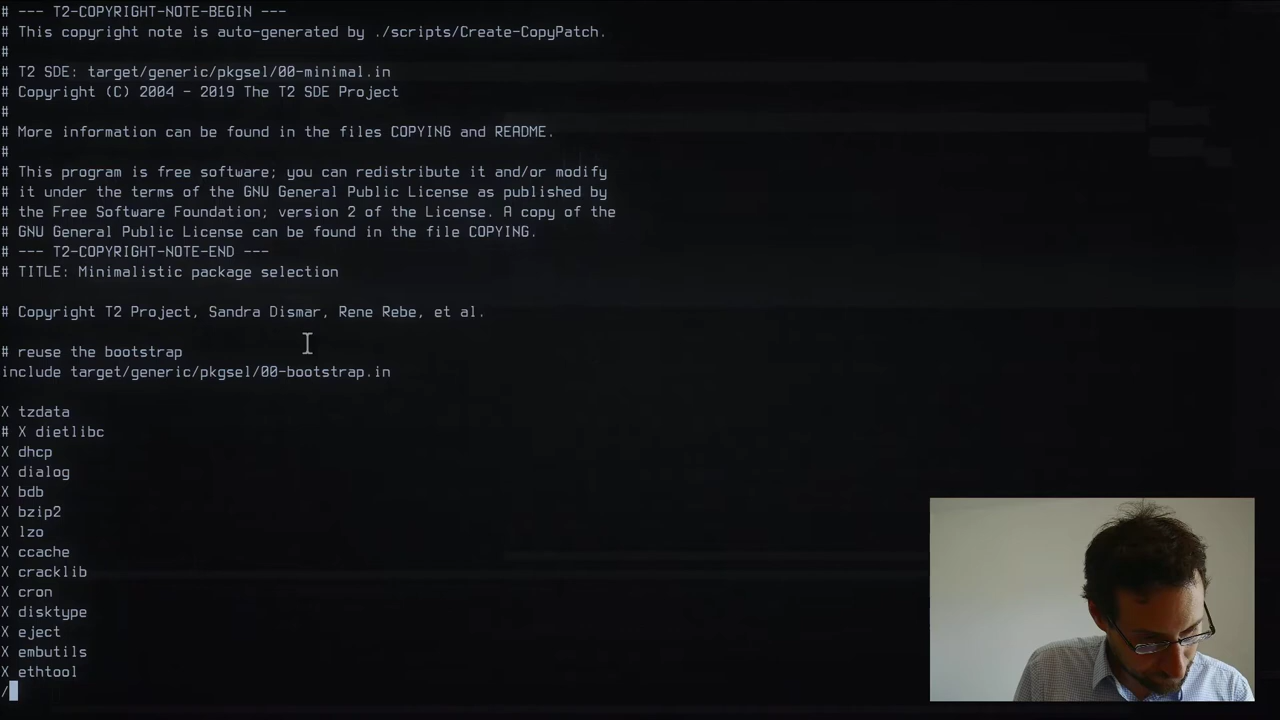 # --- T2-COPYRIGHT-NOTE-BEGIN ---
# This copyright note is auto-generated by ./scripts/Create-CopyPatch.
#
# T2 SDE: target/generic/pkgsel/00-minimal.in
# Copyright (C) 2004 - 2019 The T2 SDE Project
#
# More information can be found in the files COPYING and README.
#
# This program is free software; you can redistribute it and/or modify
# it under the terms of the GNU General Public License as published by
# the Free Software Foundation; version 2 of the License. A copy of the
# GNU General Public License can be found in the file COPYING.
# --- T2-COPYRIGHT-NOTE-END ---
# TITLE: Minimalistic package selection
# Copyright T2 Project, Sandra Dismar, Rene Rebe, et al.
# reuse the bootstrap
include target/generic/pkgsel/00-bootstrap.in
X tzdata
# X dietlibc
X dhcp
X dialog
X bdb
X bzip2
X lzo
X ccache
X cracklib
X cron
X disktype
X eject
X embutils
X ethtool
/